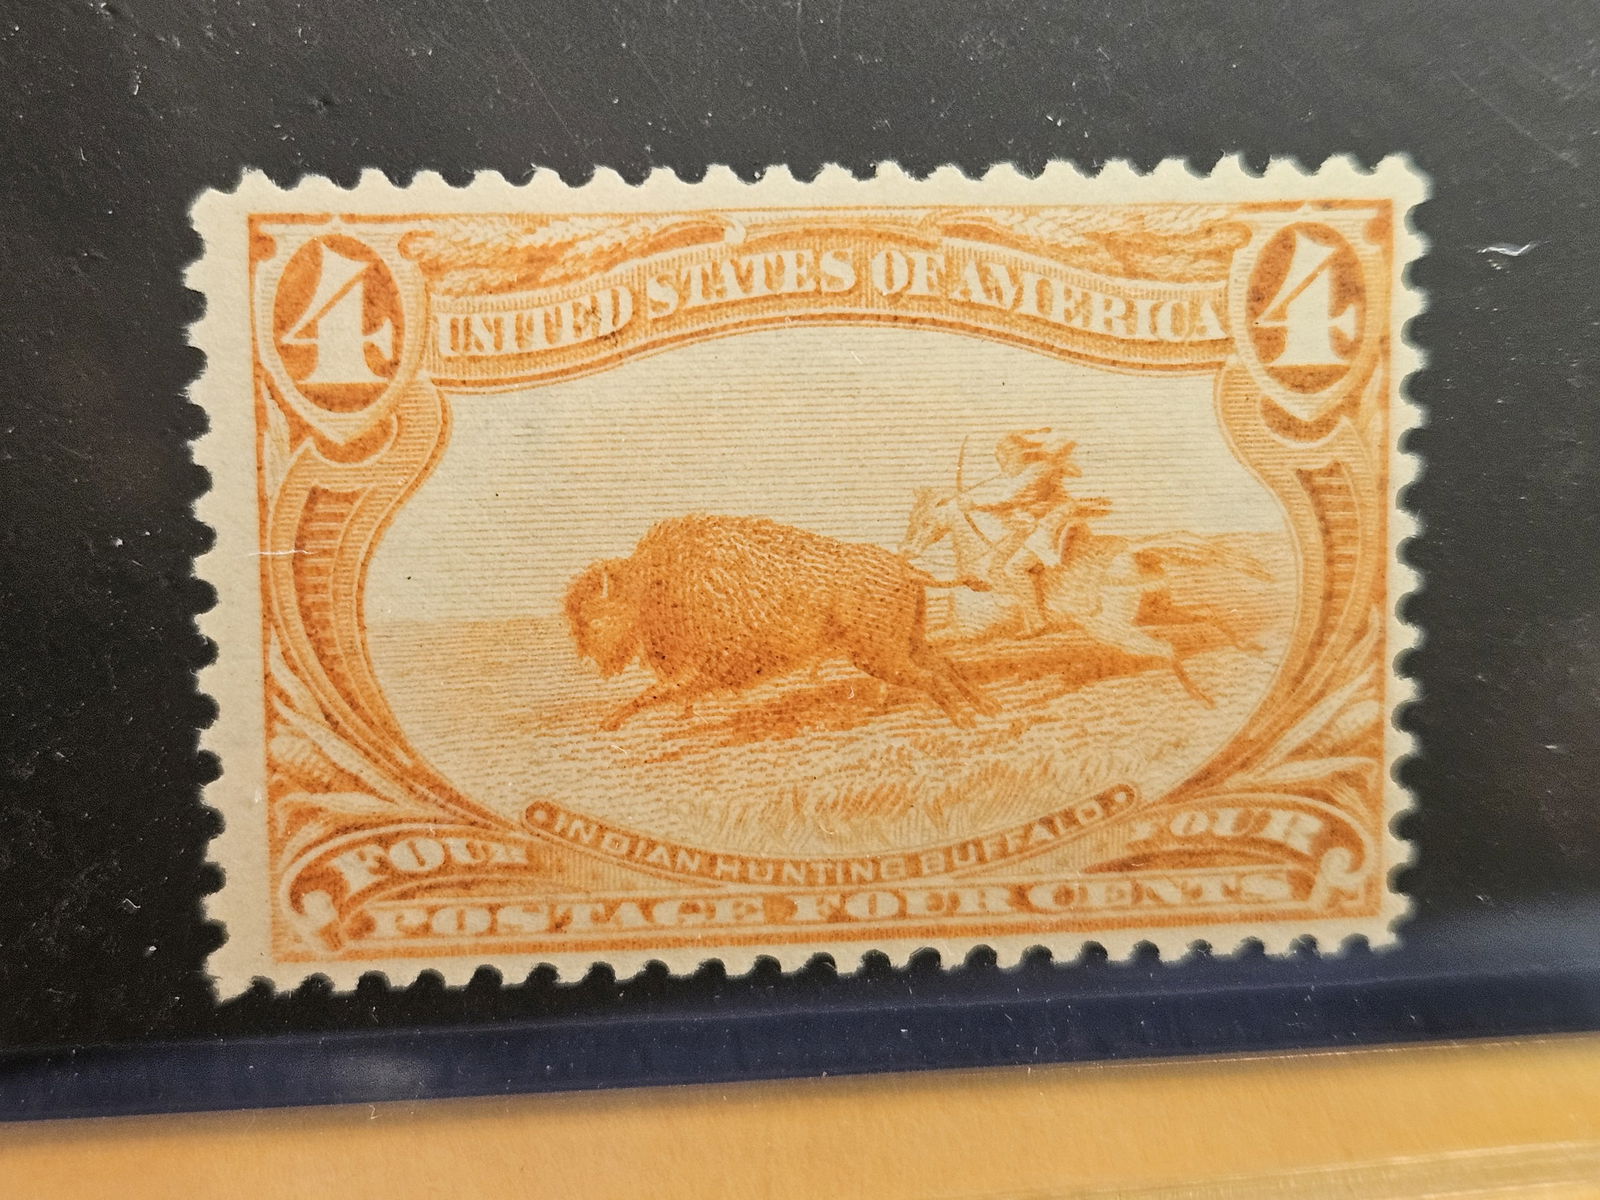 4 UNITED STATES OF AMERICA 4
INDIAN HUNTING BUFFALO
FOUR FOUR
POSTAGE FOUR CENTS